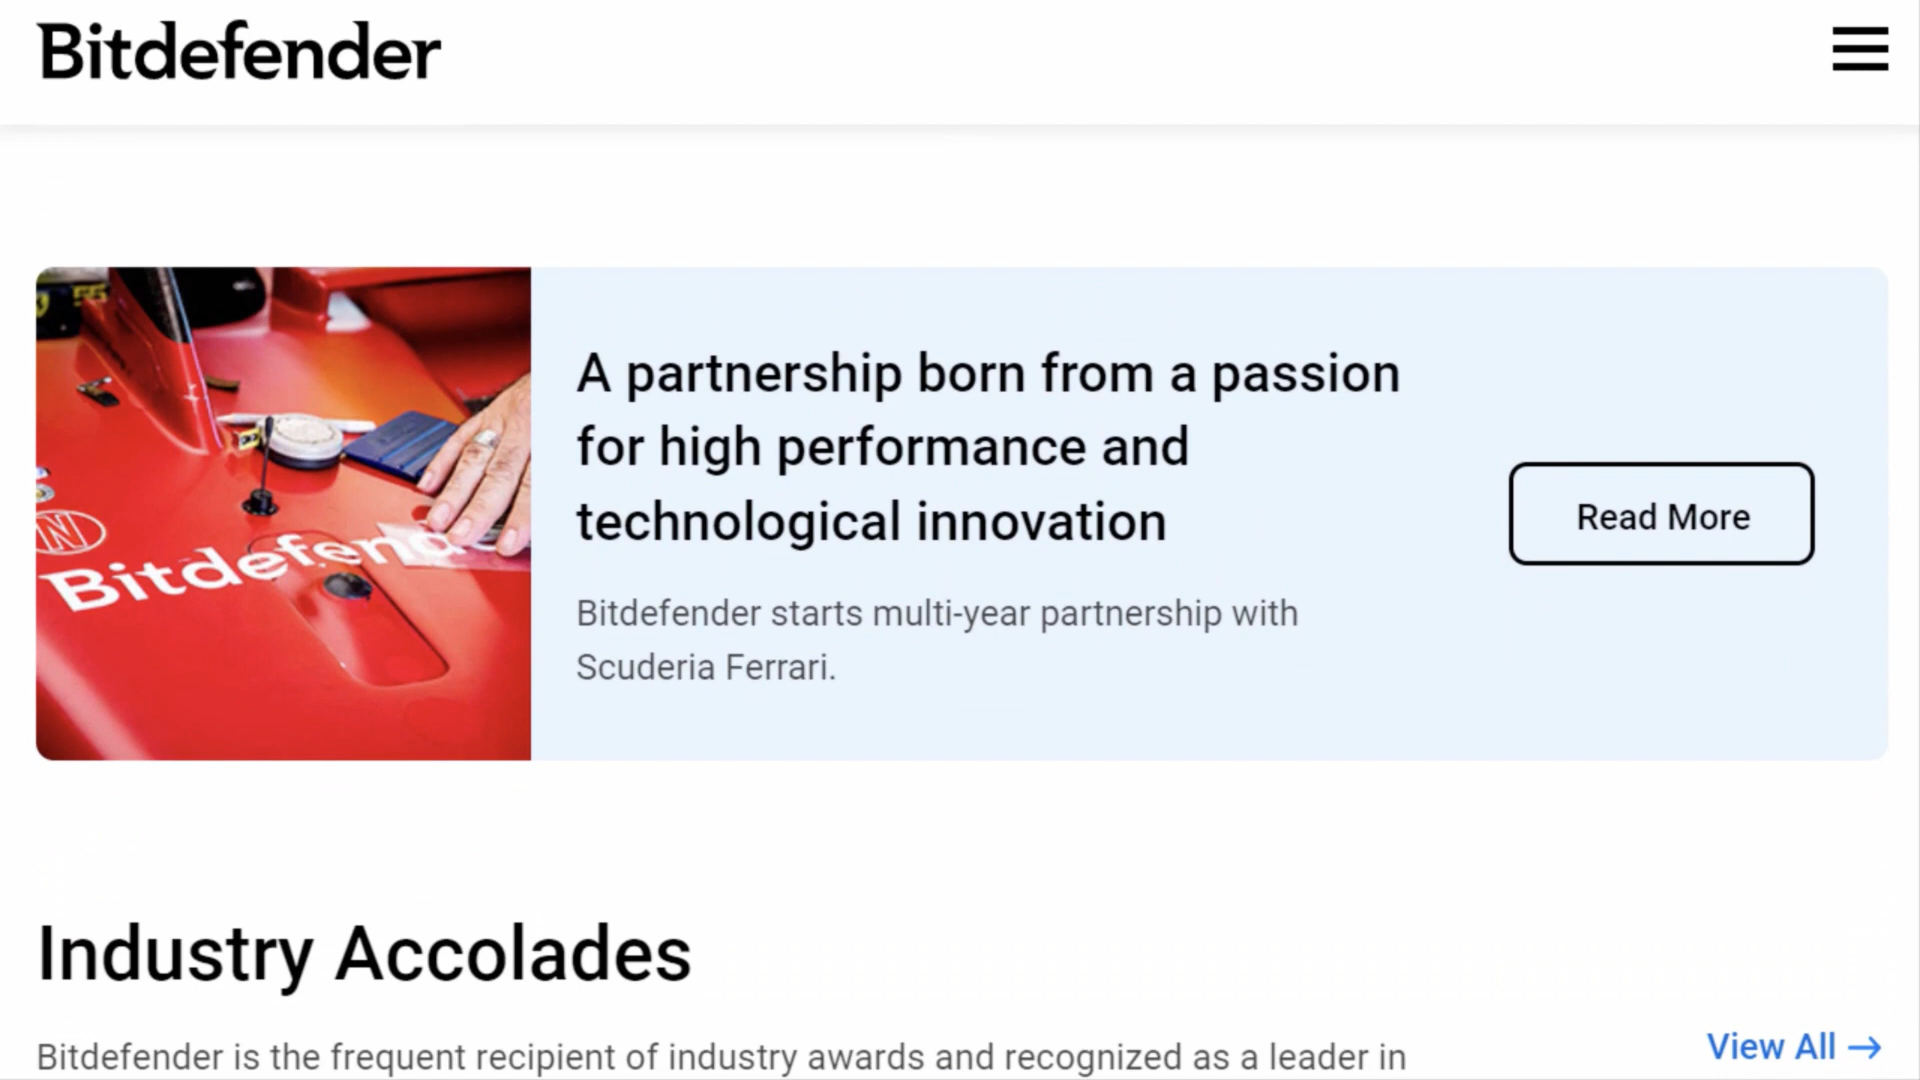 Bitdefender
55
A partnership born from a passion
for high performance and
technological innovation
Read More
Bitdefender
Bitdefender starts multi-year partnership with
Scuderia Ferrari.
Industry Accolades
Bitdefender is the frequent recipient of industry awards and recognized as a leader in
View All →